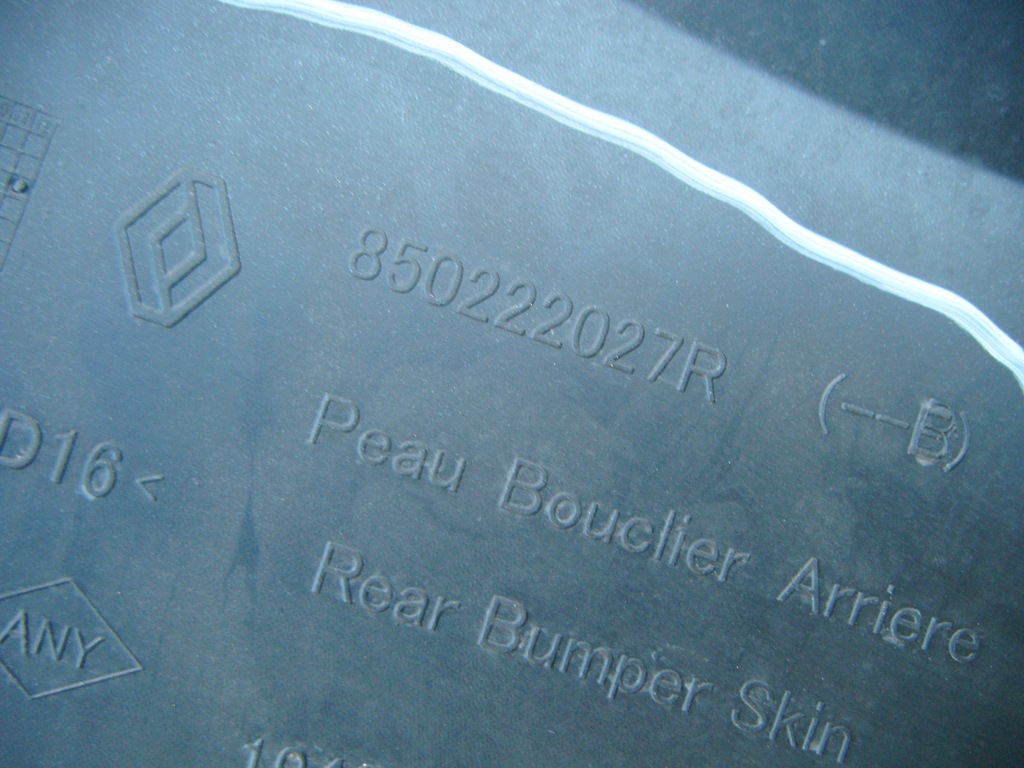 850222027R (--B)
Peau Bouclier Arriere
D16<
Rear Bumper Skin
ANY